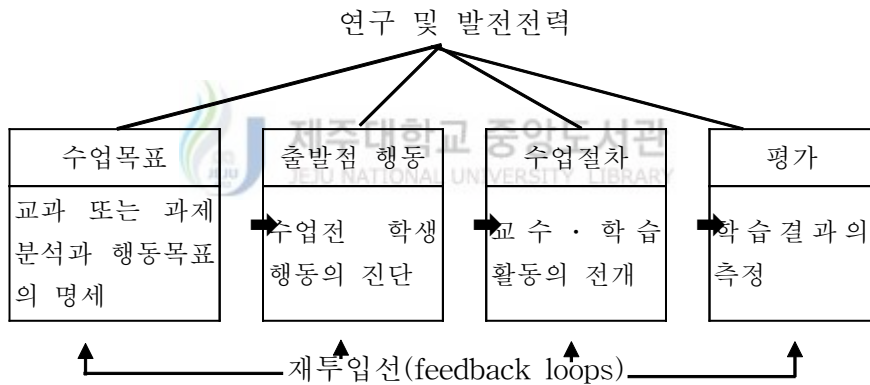 연구 및 발전전력
제주대학교 중앙도서관
JEJU NATIONAL UNIVERSITY LIBRARY
JEJU
수업목표
교과 또는 과제
분석과 행동목표
의 명세
출발점 행동
수업전 학생
행동의 진단
수업절차
교수 · 학습
활동의 전개
평가
학습결과의
측정
재투입선(feedback loops)